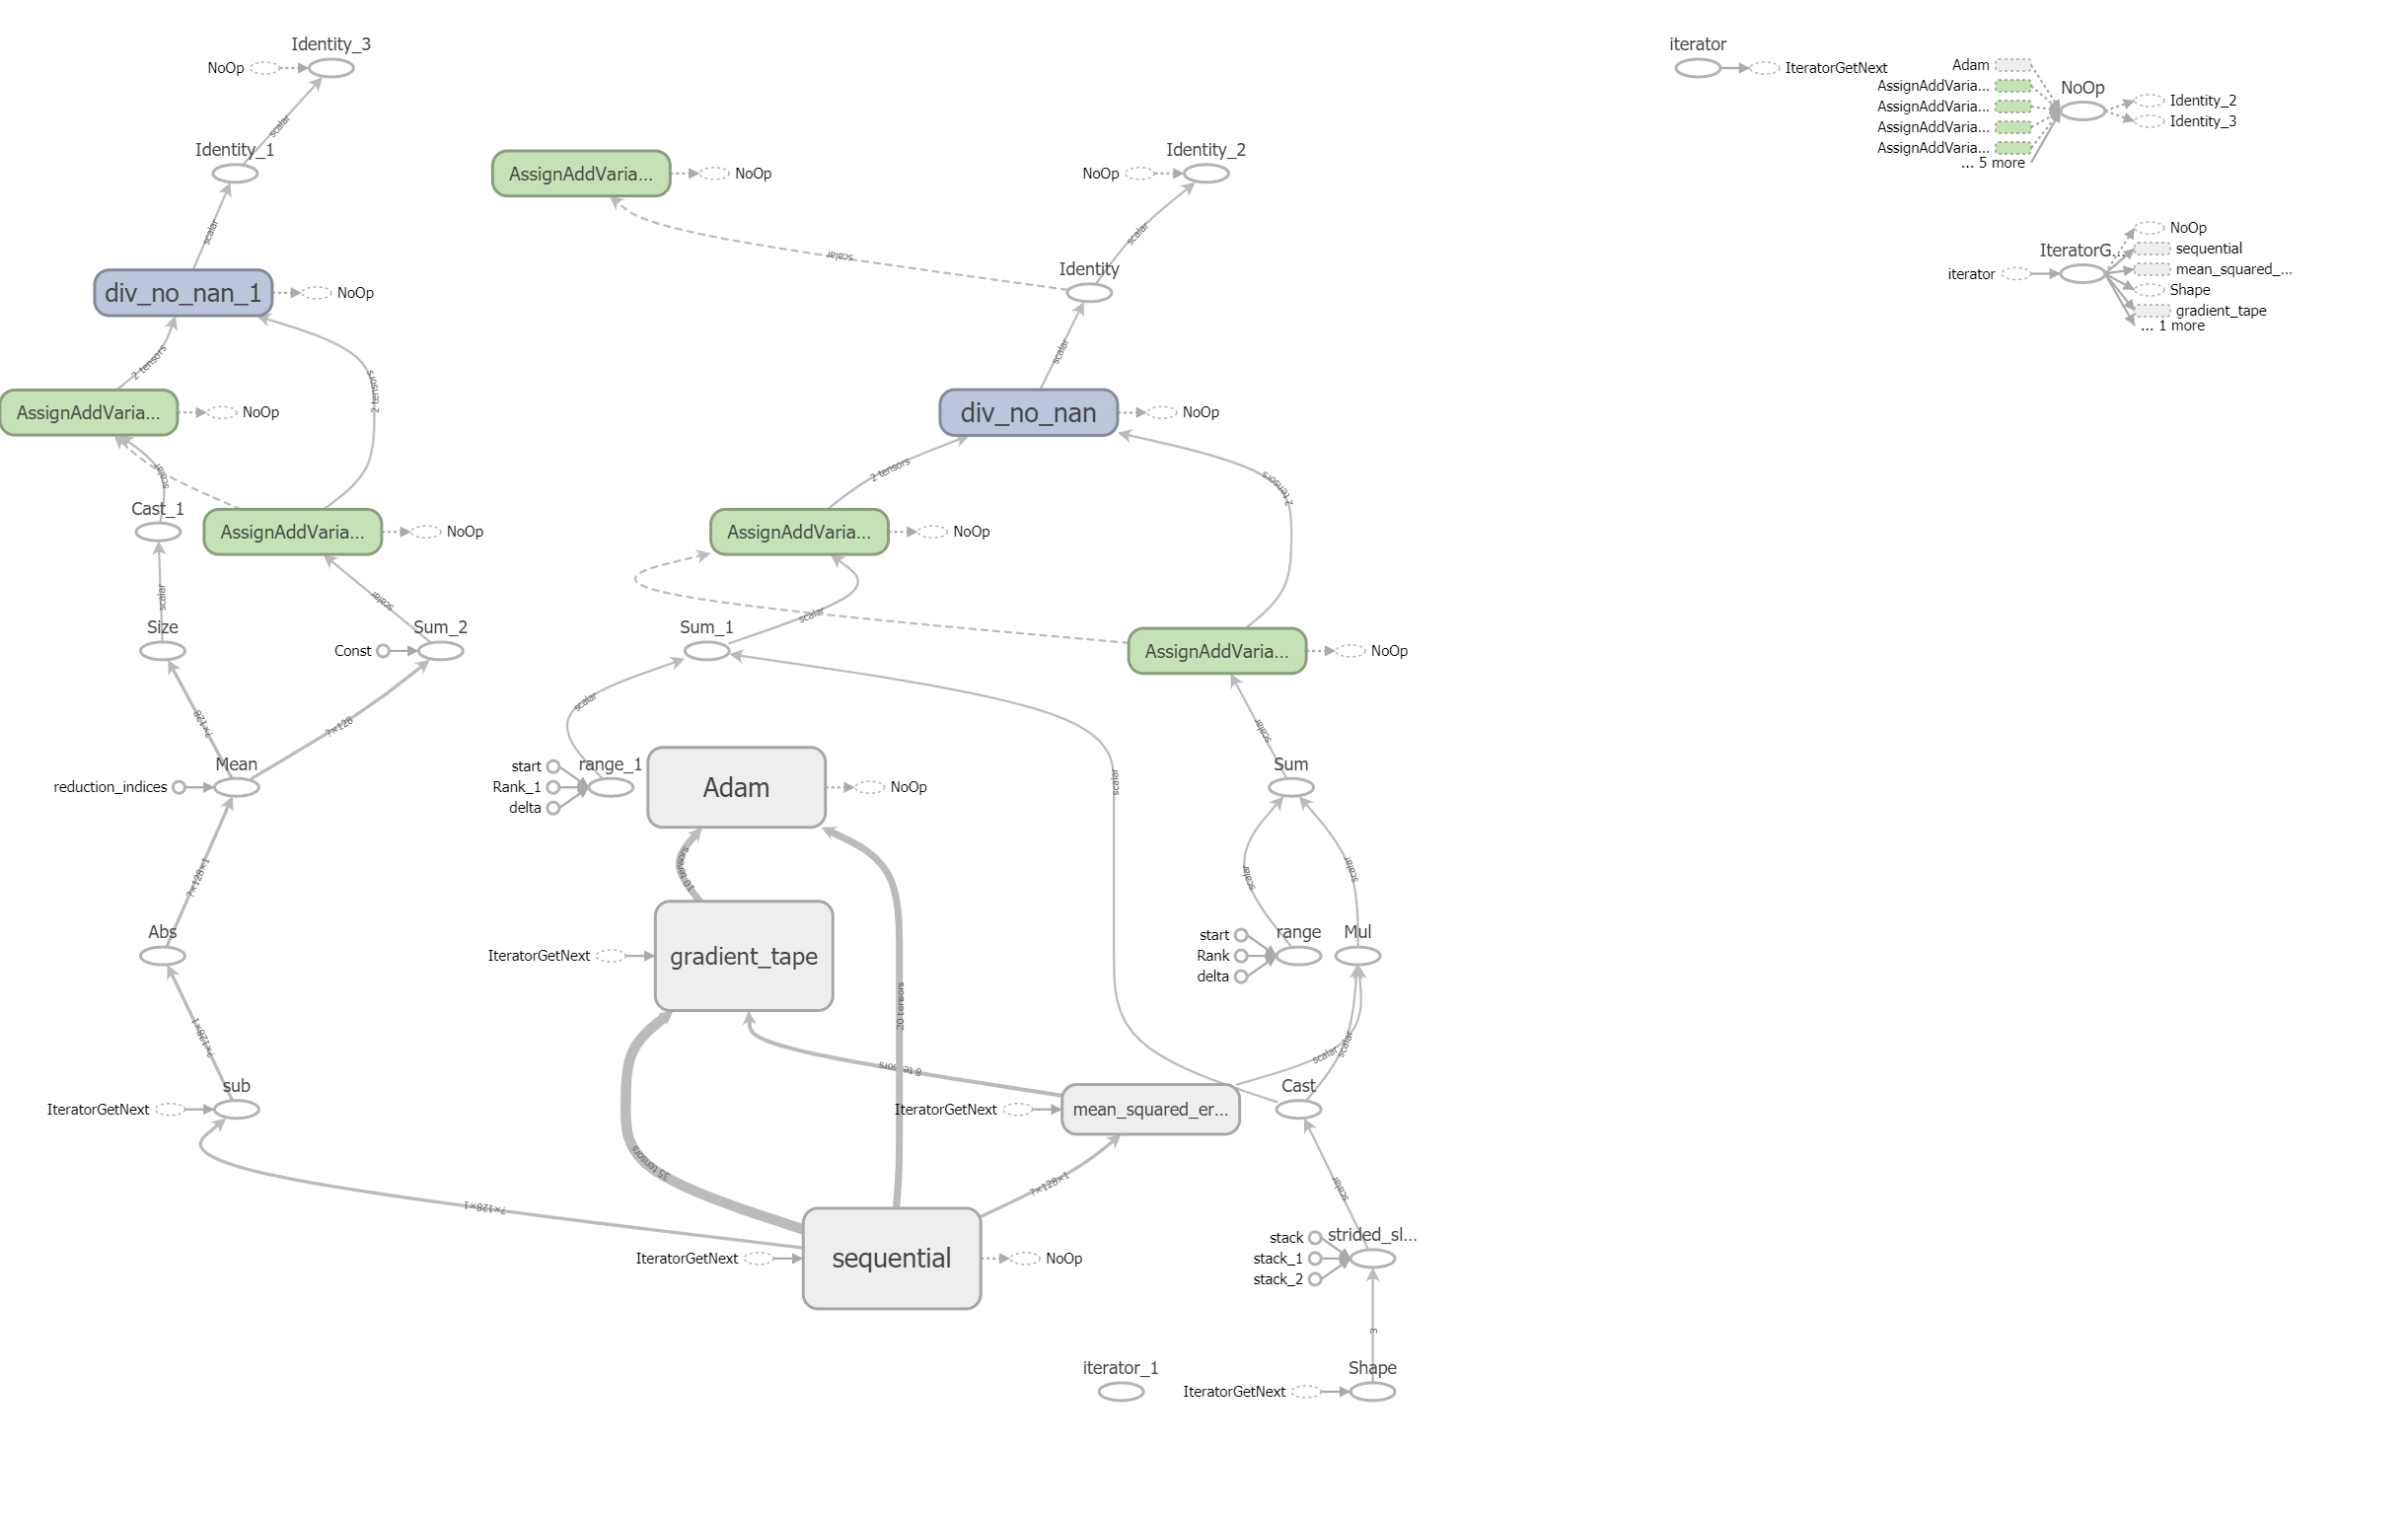 Identity_3
NoOp
scalar
Identity_1
scalar
div_no_nan_1
NoOp
2 tensors
2 tensors
AssignAddVaria...
NoOp
scalar
Cast_1
AssignAddVaria...
NoOp
scalar
scalar
Size
Const
Sum_2
?×128
?×128
Mean
reduction_indices
?×128×1
Abs
?×128×1
sub
IteratorGetNext
?×128×1
AssignAddVaria...
NoOp
scalar
NoOp
Identity_2
scalar
Identity
scalar
div_no_nan
NoOp
2 tensors
2 tensors
AssignAddVaria...
NoOp
scalar
Sum_1
AssignAddVaria...
NoOp
scalar
scalar
scalar
start
Rank_1
delta
range_1
Adam
NoOp
10 tensors
gradient_tape
IteratorGetNext
20 tensors
8 tensors
35 tensors
Sum
scalar
scalar
start
Rank
delta
range
Mul
scalar
scalar
IteratorGetNext
mean_squared_er...
Cast
?×128×1
scalar
IteratorGetNext
sequential
NoOp
stack
stack_1
stack_2
strided_sl...
3
iterator_1
IteratorGetNext
Shape
iterator
IteratorGetNext
Adam
AssignAddVaria...
AssignAddVaria...
AssignAddVaria...
AssignAddVaria...
... 5 more
NoOp
Identity_2
Identity_3
IteratorG...
iterator
NoOp
sequential
mean_squared_...
Shape
gradient_tape
... 1 more